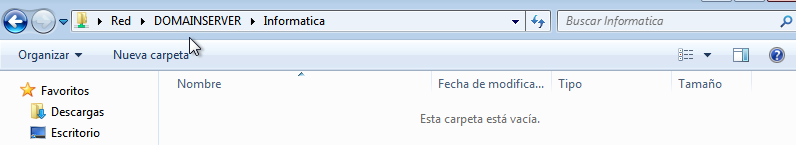 Red DOMAINSERVER Informatica Buscar Informatica
Organizar Nueva carpeta
Favoritos Nombre Fecha de modifica... Tipo Tamaño
Descargas Esta carpeta está vacía.
Escritorio